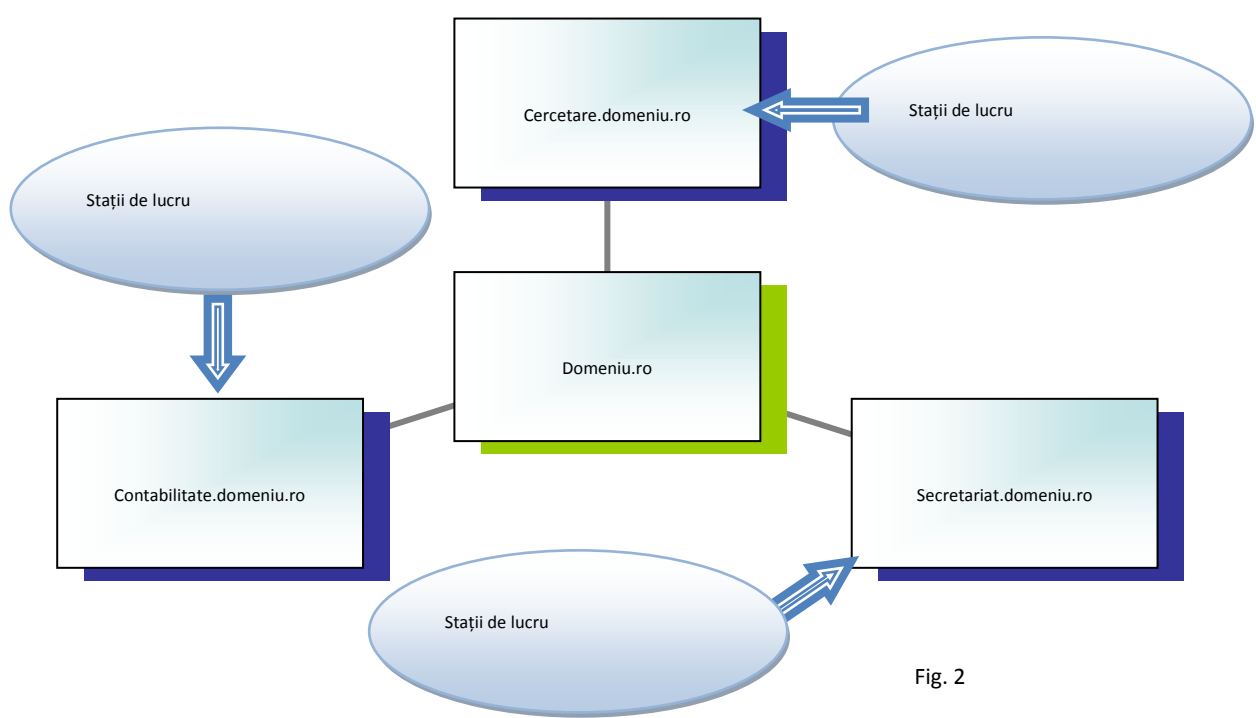 Cercetare.domeniu.ro
Stații de lucru
Stații de lucru
Domeniu.ro
Contabilitate.domeniu.ro
Secretariat.domeniu.ro
Stații de lucru
Fig. 2